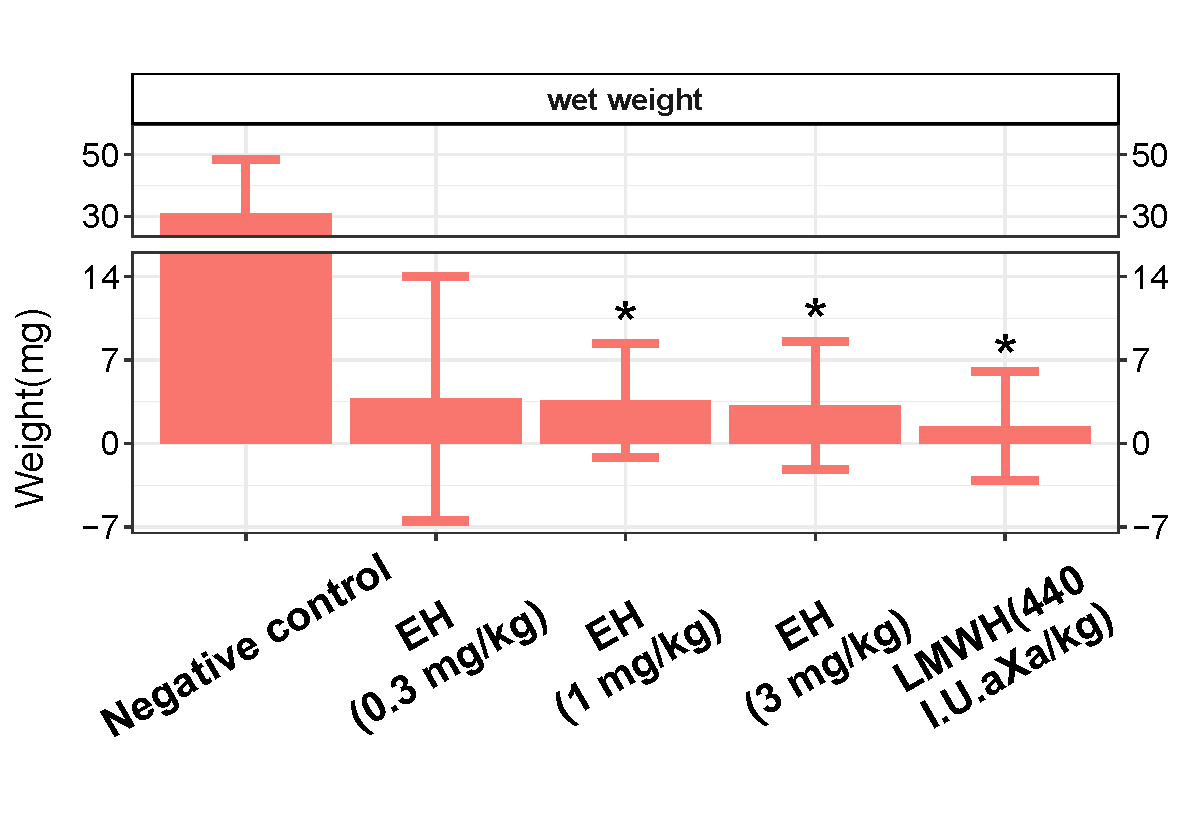 wet weight
50
30
50
30
Weight(mg)
14
7
0
−7
14
7
0
−7
*
*
*
Negative control
EH
(0.3 mg/kg)
EH
(1 mg/kg)
EH
(3 mg/kg)
LMWH(440
I.U.aXa/kg)